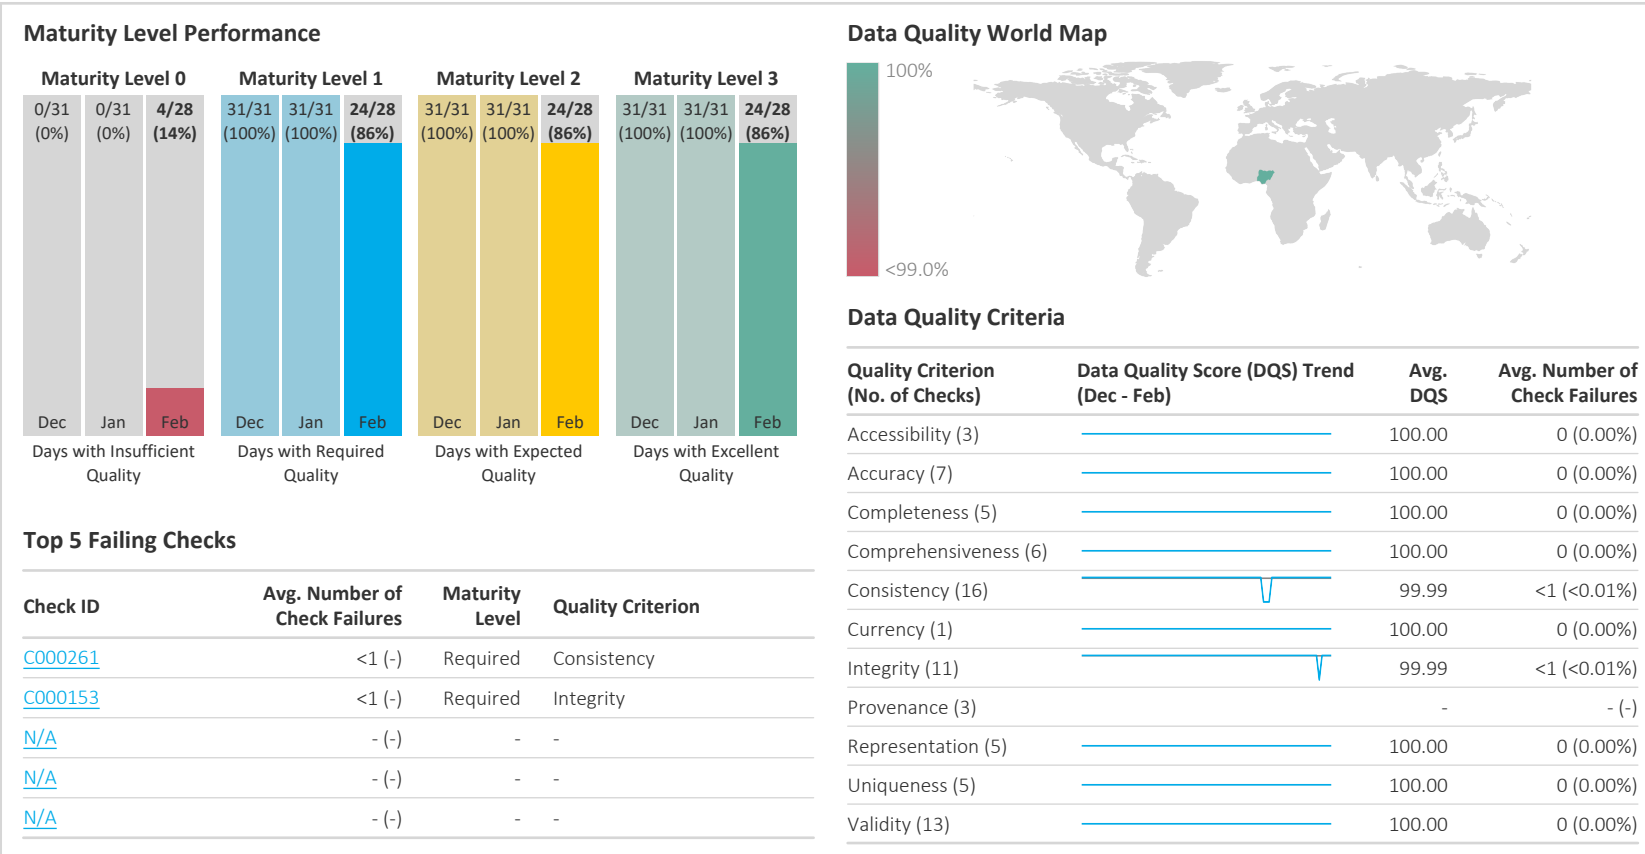 Maturity Level Performance
Maturity Level 0
0/31 0/31 4/28
(0%) (0%) (14%)
Dec Jan Feb
Days with Insufficient
Quality
Maturity Level 1
31/31 31/31 24/28
(100%) (100%) (86%)
Dec Jan Feb
Days with Required
Quality
Maturity Level 2
31/31 31/31 24/28
(100%) (100%) (86%)
Dec Jan Feb
Days with Expected
Quality
Maturity Level 3
31/31 31/31 24/28
(100%) (100%) (86%)
Dec Jan Feb
Days with Excellent
Quality
Top 5 Failing Checks
Check ID Avg. Number of Check Failures Maturity Level Quality Criterion
C000261 <1 (-) Required Consistency
C000153 <1 (-) Required Integrity
N/A - (-) - -
N/A - (-) - -
N/A - (-) - -
Data Quality World Map
100%
<99.0%
Data Quality Criteria
Quality Criterion Data Quality Score (DQS) Trend Avg. Avg. Number of
(No. of Checks) (Dec - Feb) DQS Check Failures
Accessibility (3) 100.00 0 (0.00%)
Accuracy (7) 100.00 0 (0.00%)
Completeness (5) 100.00 0 (0.00%)
Comprehensiveness (6) 100.00 0 (0.00%)
Consistency (16) 99.99 <1 (<0.01%)
Currency (1) 100.00 0 (0.00%)
Integrity (11) 99.99 <1 (<0.01%)
Provenance (3) - - (-)
Representation (5) 100.00 0 (0.00%)
Uniqueness (5) 100.00 0 (0.00%)
Validity (13) 100.00 0 (0.00%)